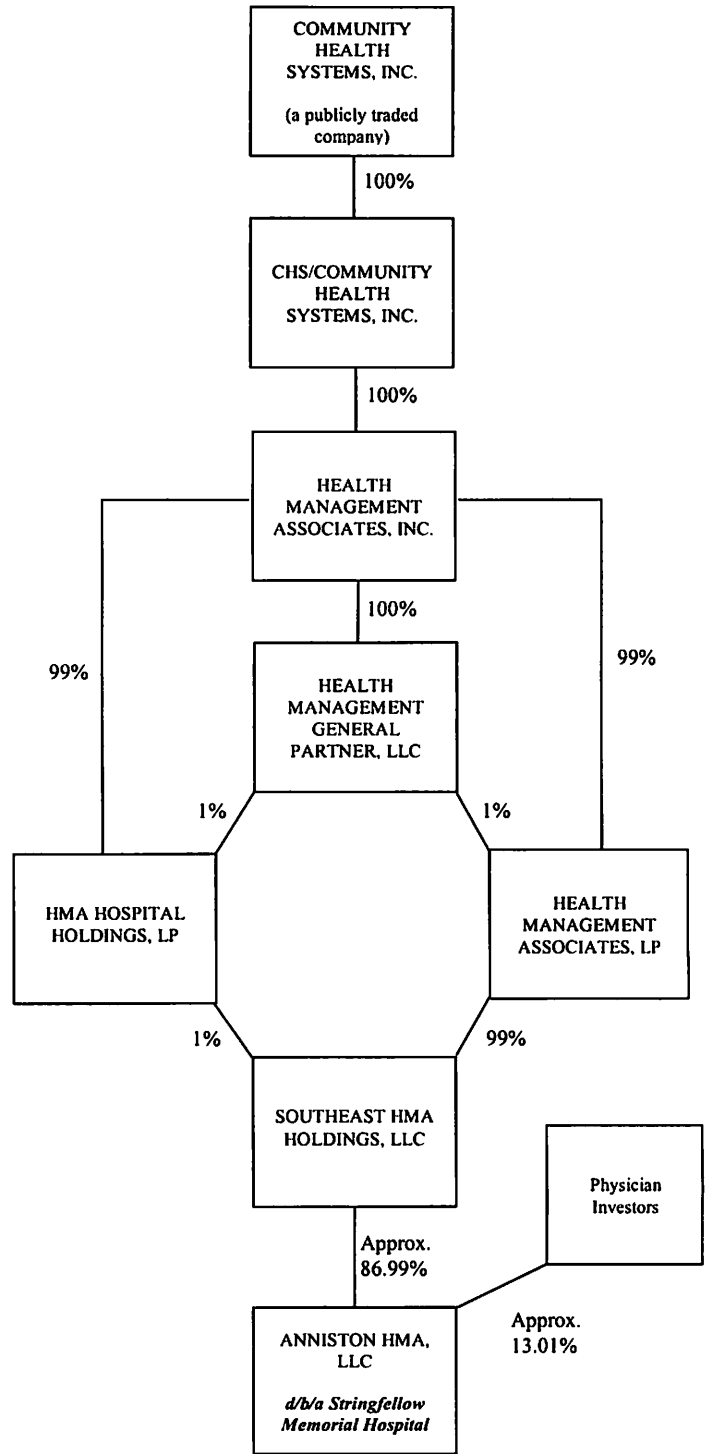 COMMUNITY
HEALTH
SYSTEMS, INC.
(a publicly traded
company)
100%
CHS/COMMUNITY
HEALTH
SYSTEMS, INC.
100%
HEALTH
MANAGEMENT
ASSOCIATES, INC.
100%
99%
99%
HEALTH
MANAGEMENT
GENERAL
PARTNER, LLC
1%
1%
HMA HOSPITAL
HOLDINGS, LP
HEALTH
MANAGEMENT
ASSOCIATES, LP
1%
99%
SOUTHEAST HMA
HOLDINGS, LLC
Physician
Investors
Approx.
86.99%
Approx.
13.01%
ANNISTON HMA,
LLC
d/b/a Stringfellow
Memorial Hospital